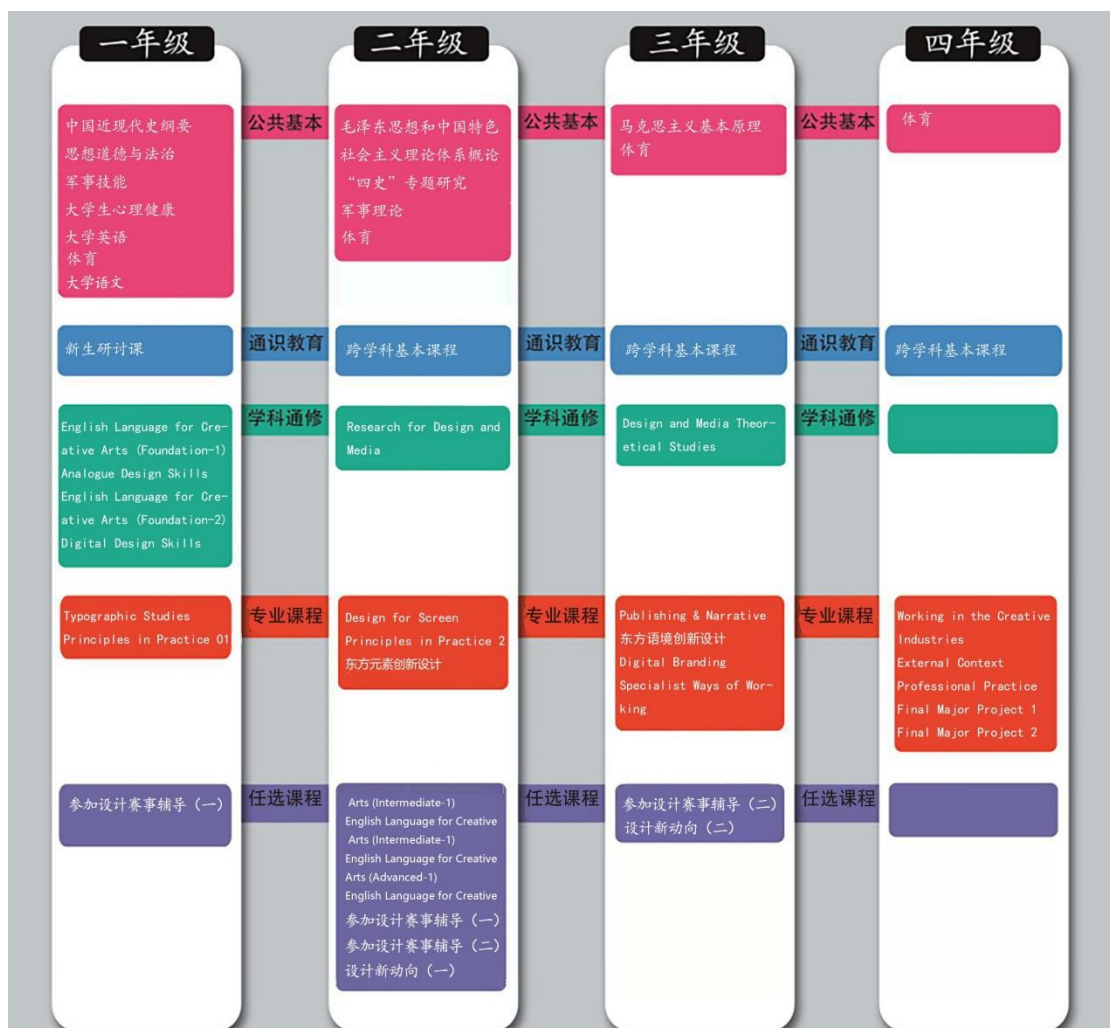 一年级
二年级
三年级
四年级
中国近现代史纲要
思想道德与法治
军事技能
大学生心理健康
大学英语
体育
大学语文
公共基本
毛泽东思想和中国特色
社会主义理论体系概论
“四史”专题研究
军事理论
体育
公共基本
马克思主义基本原理
体育
公共基本
体育
新生研讨课
通识教育
跨学科基本课程
通识教育
跨学科基本课程
通识教育
跨学科基本课程
English Language for Cre-
ative Arts (Foundation-1)
Analogue Design Skills
English Language for Cre-
ative Arts (Foundation-2)
Digital Design Skills
学科通修
Research for Design and
Media
学科通修
Design and Media Theor-
etical Studies
学科通修
Typographic Studies
Principles in Practice 01
专业课程
Design for Screen
Principles in Practice 2
东方元素创新设计
专业课程
Publishing & Narrative
东方语境创新设计
Digital Branding
Specialist Ways of Wor-
king
专业课程
Working in the Creative
Industries
External Context
Professional Practice
Final Major Project 1
Final Major Project 2
参加设计赛事辅导（一）
任选课程
Arts (Intermediate-1)
English Language for Creative
Arts (Intermediate-1)
English Language for Creative
Arts (Advanced-1)
English Language for Creative
参加设计赛事辅导（一）
参加设计赛事辅导（二）
设计新动向（一）
任选课程
参加设计赛事辅导（二）
设计新动向（二）
任选课程